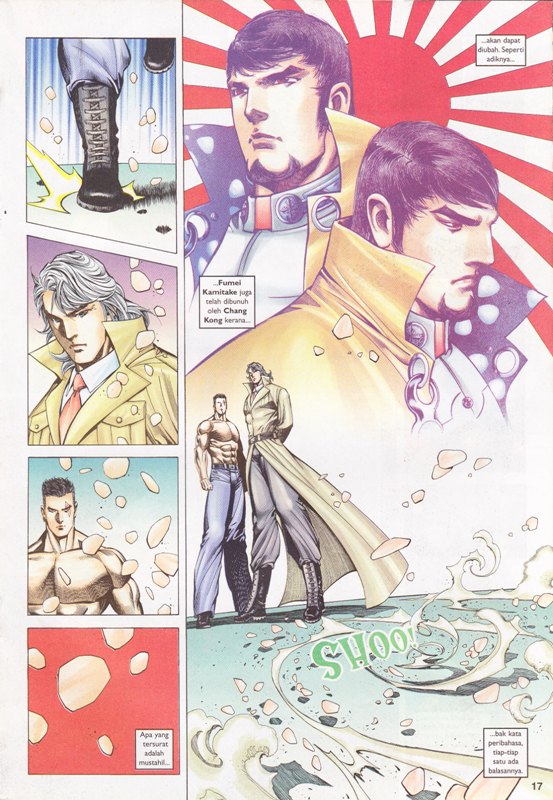 Apa yang
tersurat
adalah
mustahil...
...akan dapat
diubah. Seperti
adiknya...
...Fumei
Kamitake juga
telah dibunuh
oleh Chang
Kong kerana...
SHOO!
...bak kata
peribahasa,
tiap-tiap
satu ada
balasannya.
17